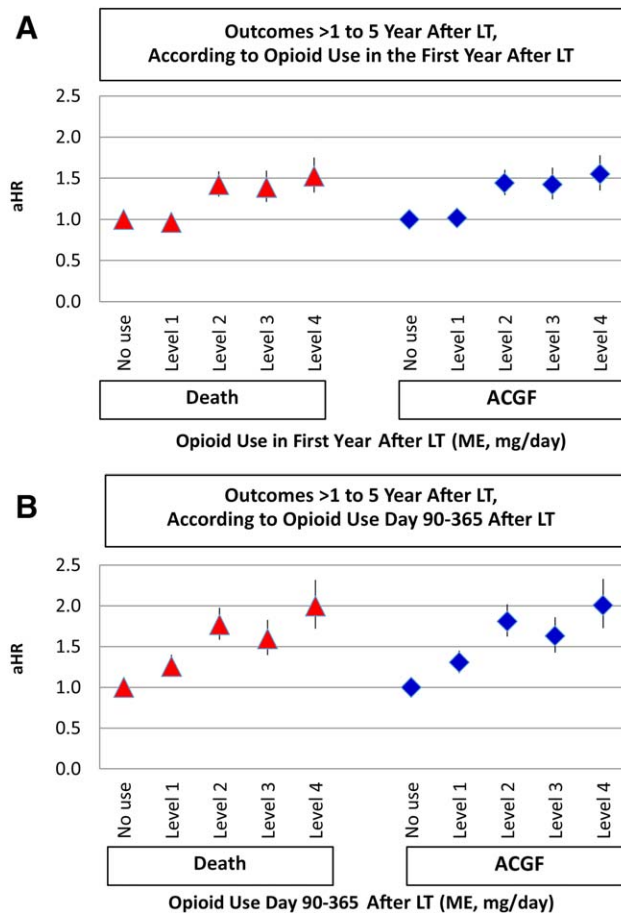 A
Outcomes >1 to 5 Year After LT,
According to Opioid Use in the First Year After LT
2.5
2.0
1.5
1.0
0.5
0.0
aHR
No use
Level 1
Level 2
Level 3
Level 4
No use
Level 1
Level 2
Level 3
Level 4
Death
ACGF
Opioid Use in First Year After LT (ME, mg/day)
B
Outcomes >1 to 5 Year After LT,
According to Opioid Use Day 90-365 After LT
2.5
2.0
1.5
1.0
0.5
0.0
aHR
No use
Level 1
Level 2
Level 3
Level 4
No use
Level 1
Level 2
Level 3
Level 4
Death
ACGF
Opioid Use Day 90-365 After LT (ME, mg/day)